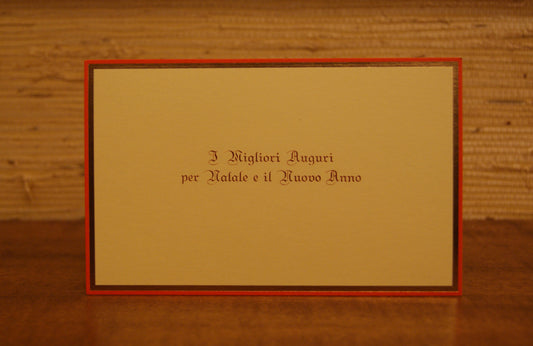 I Migliori Auguri
per Natale e il Nuovo Anno